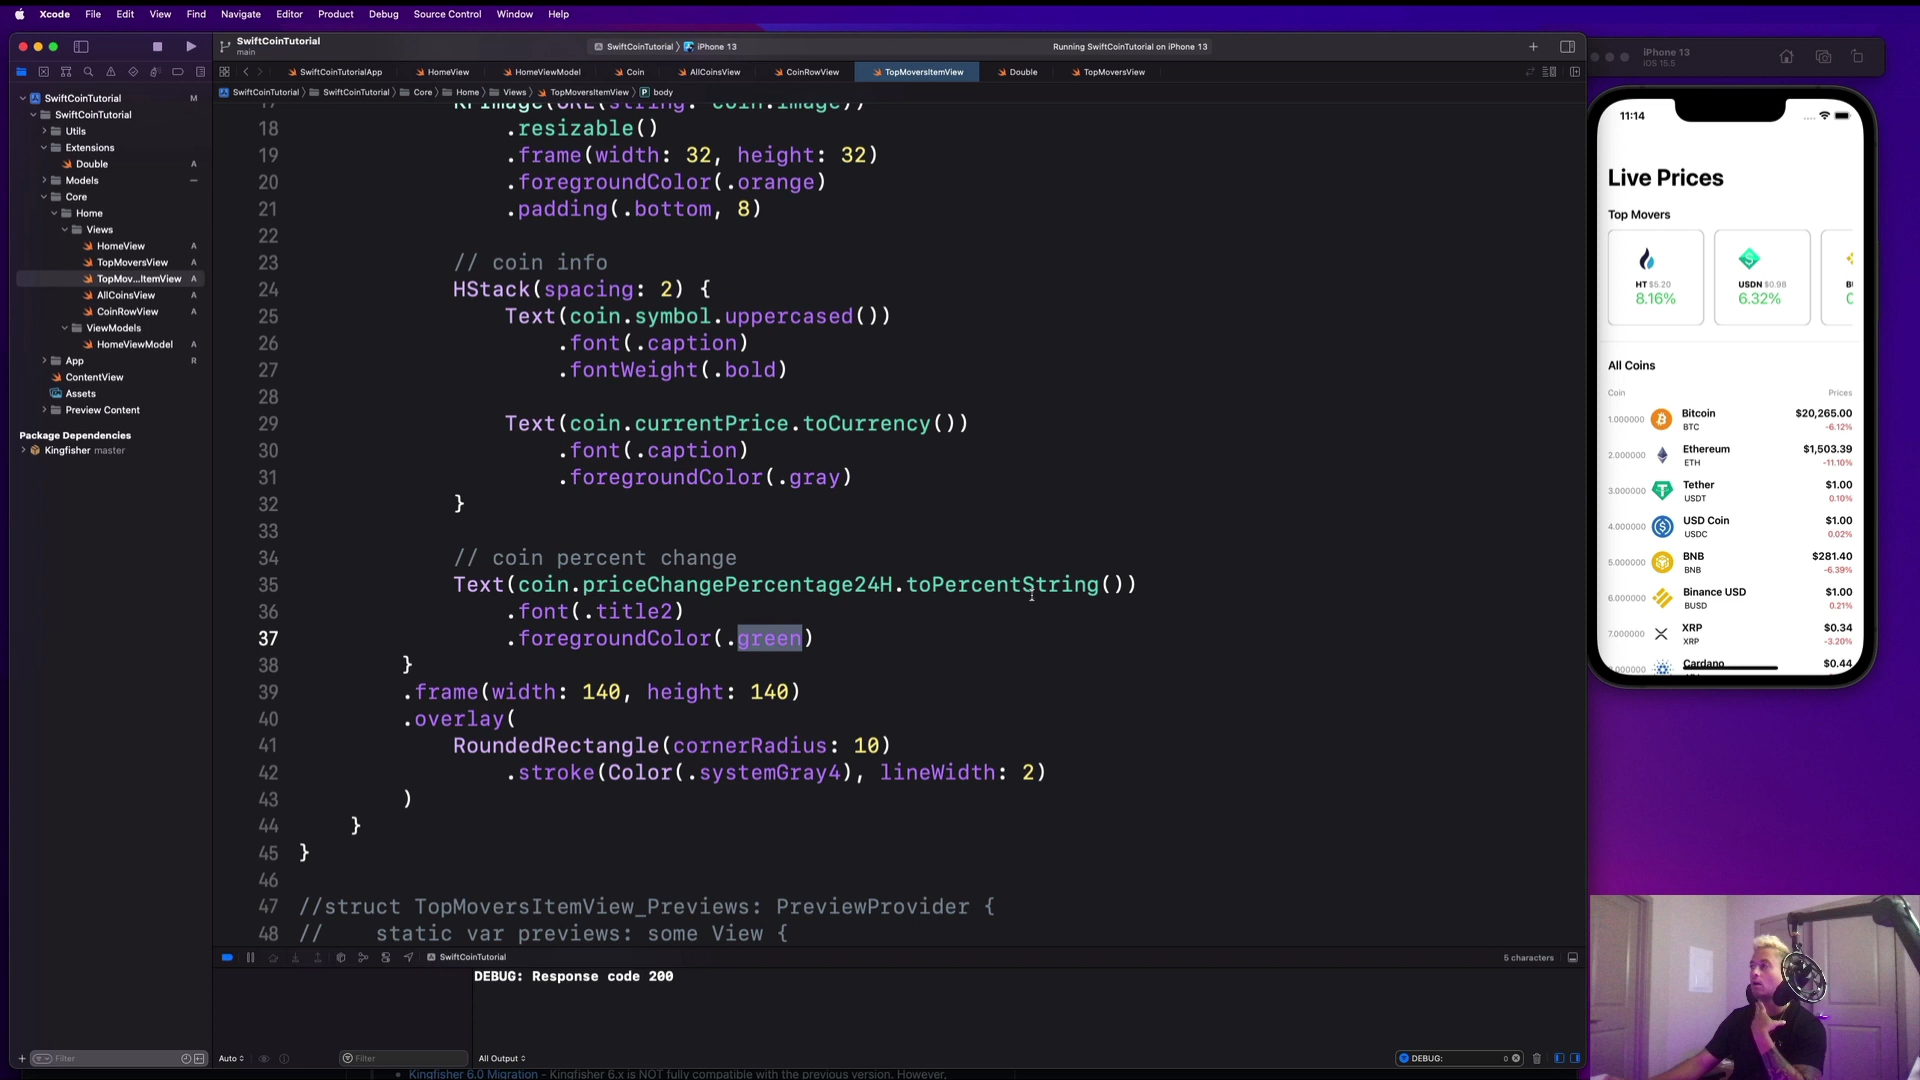 Xcode File Edit View Find Navigate Editor Product Debug Source Control Window Help
SwiftCoinTutorial
main
SwiftCoinTutorial iPhone 13
Running SwiftCoinTutorial on iPhone 13
SwiftCoinTutorialApp HomeView HomeViewModel Coin AllCoinsView CoinRowView TopMoversItemView Double TopMoversView
SwiftCoinTutorial SwiftCoinTutorial Core Home Views TopMoversItemView P body
SwiftCoinTutorial M
SwiftCoinTutorial
Utils
Extensions
Double A
Models
Core
Home
Views
HomeView A
TopMoversView A
TopMov...ItemView A
AllCoinsView A
CoinRowView A
ViewModels
HomeViewModel A
App R
ContentView
Assets
Preview Content
Package Dependencies
Kingfisher master
17 KFImage(URL(string: coin.image))
18 .resizable()
19 .frame(width: 32, height: 32)
20 .foregroundColor(.orange)
21 .padding(.bottom, 8)
22
23 // coin info
24 HStack(spacing: 2) {
25 Text(coin.symbol.uppercased())
26 .font(.caption)
27 .fontWeight(.bold)
28
29 Text(coin.currentPrice.toCurrency())
30 .font(.caption)
31 .foregroundColor(.gray)
32 }
33
34 // coin percent change
35 Text(coin.priceChangePercentage24H.toPercentString())
36 .font(.title2)
37 .foregroundColor(.green)
38 }
39 .frame(width: 140, height: 140)
40 .overlay(
41 RoundedRectangle(cornerRadius: 10)
42 .stroke(Color(.systemGray4), lineWidth: 2)
43 )
44 }
45 }
46
47 //struct TopMoversItemView_Previews: PreviewProvider {
48 // static var previews: some View {
SwiftCoinTutorial
5 characters
DEBUG: Response code 200
Filter
Auto
Filter
All Output
DEBUG: 0
Kingfisher 6.0 Migration - Kingfisher 6.x is NOT fully compatible with the previous version. However,
iPhone 13
iOS 15.5
11:14
Live Prices
Top Movers
HT $5.20
8.16%
USDN $0.98
6.32%
All Coins
Coin Prices
1.000000 Bitcoin $20,265.00
BTC -6.12%
2.000000 Ethereum $1,503.39
ETH -11.10%
3.000000 Tether $1.00
USDT 0.10%
4.000000 USD Coin $1.00
USDC 0.02%
5.000000 BNB $281.40
BNB -6.39%
6.000000 Binance USD $1.00
BUSD 0.21%
7.000000 XRP $0.34
XRP -3.20%
Cardano $0.44